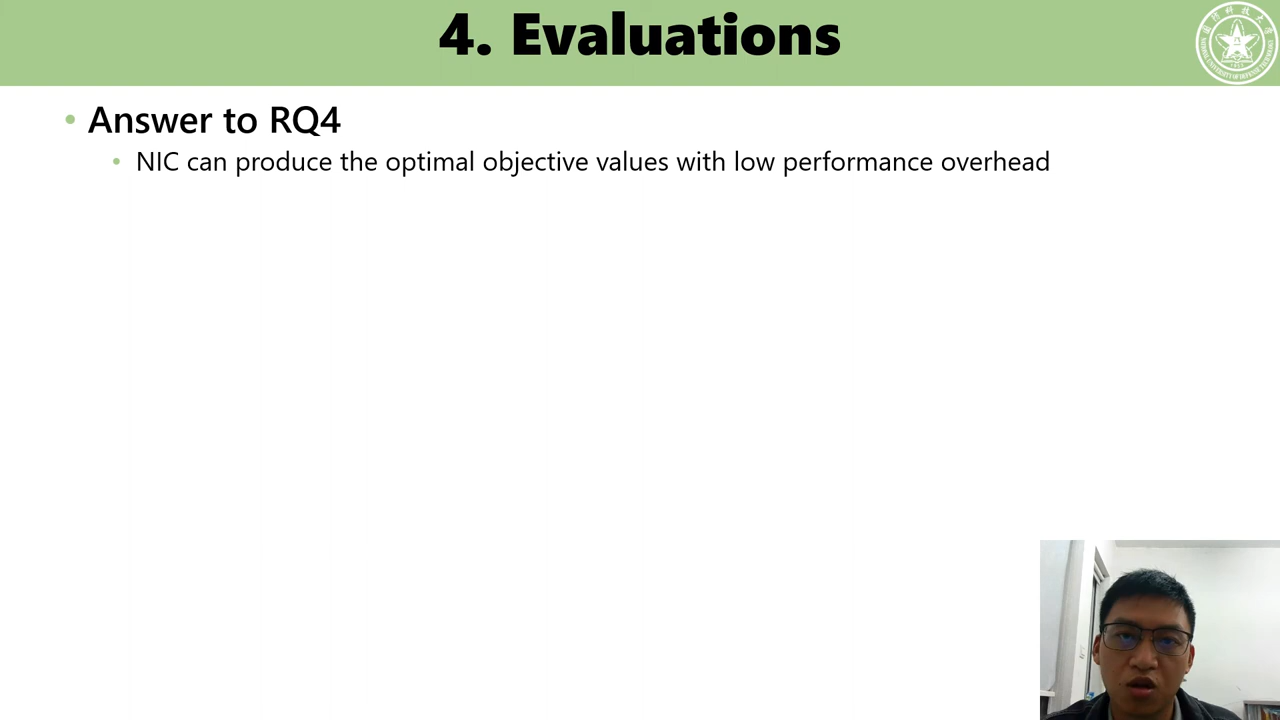 4. Evaluations
Answer to RQ4
NIC can produce the optimal objective values with low performance overhead